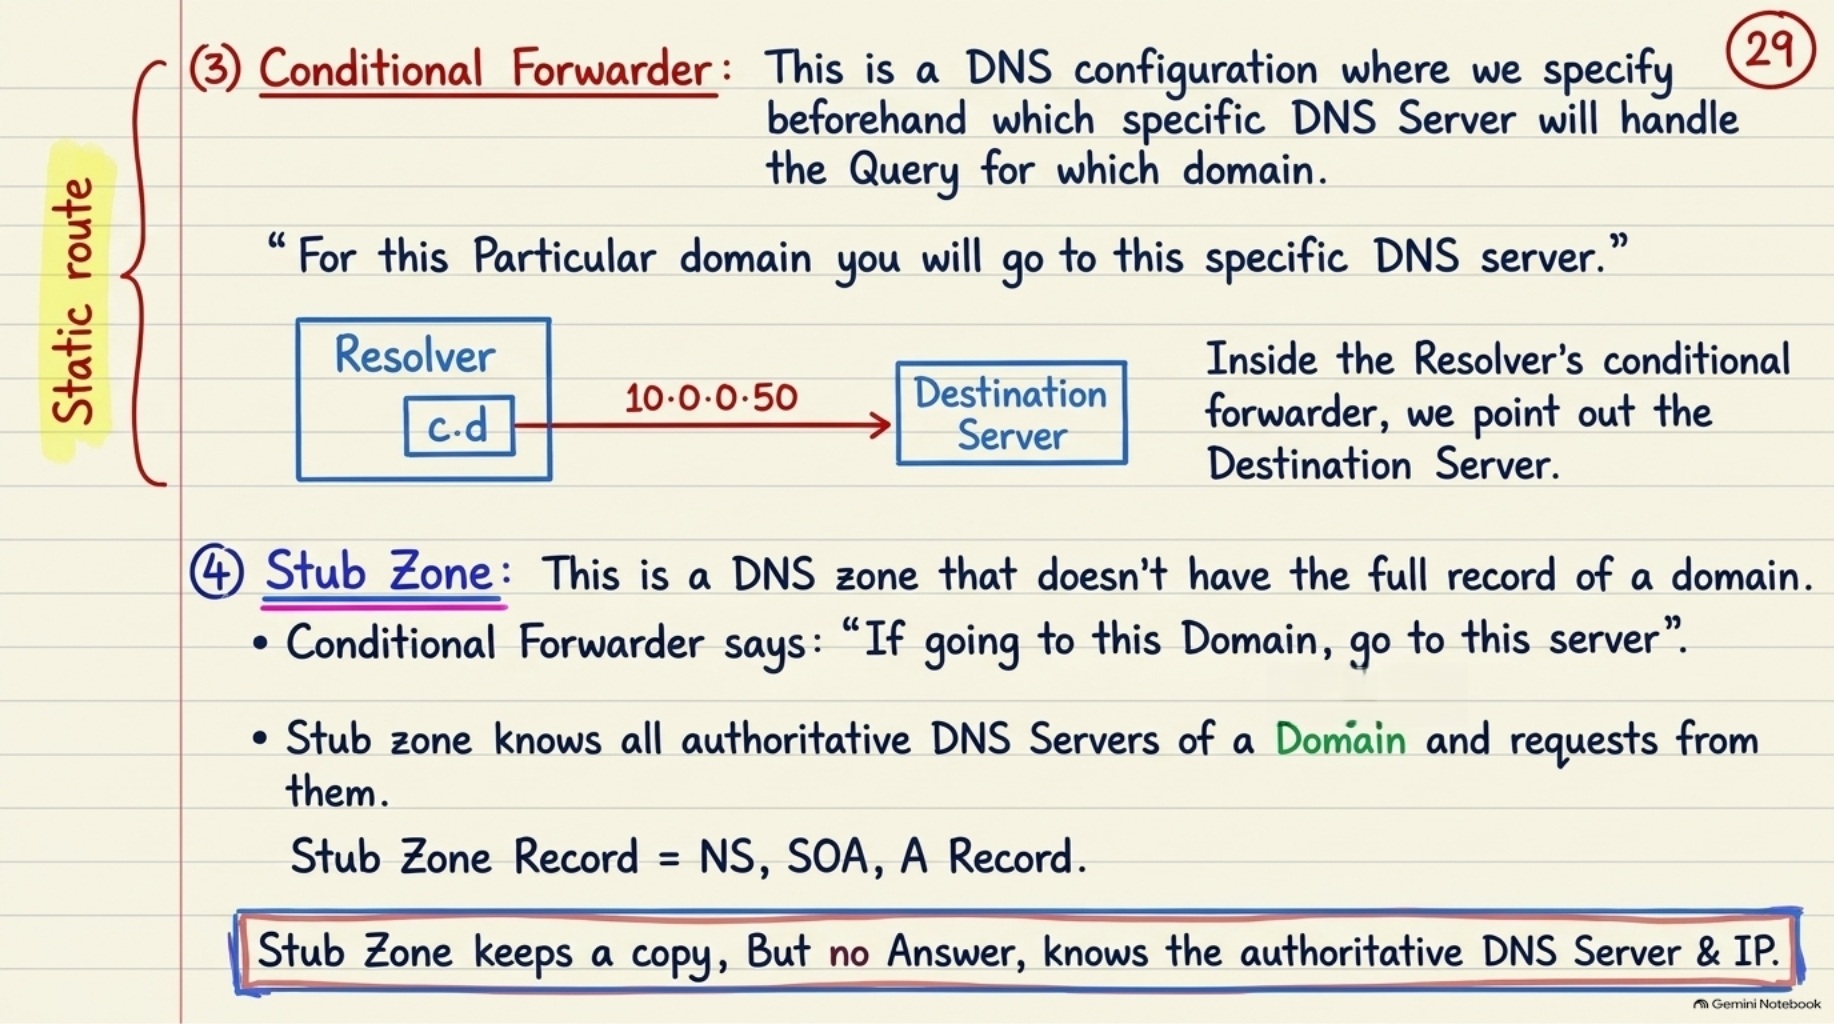 29
(3) Conditional Forwarder: This is a DNS configuration where we specify
beforehand which specific DNS Server will handle
the Query for which domain.
Static route
“For this Particular domain you will go to this specific DNS server.”
Resolver
c.d
10.0.0.50
Destination
Server
Inside the Resolver's conditional
forwarder, we point out the
Destination Server.
④ Stub Zone: This is a DNS zone that doesn't have the full record of a domain.
• Conditional Forwarder says: “If going to this Domain, go to this server”.
• Stub zone knows all authoritative DNS Servers of a Domain and requests from
them.
Stub Zone Record = NS, SOA, A Record.
Stub Zone keeps a copy, But no Answer, knows the authoritative DNS Server & IP.
Gemini Notebook